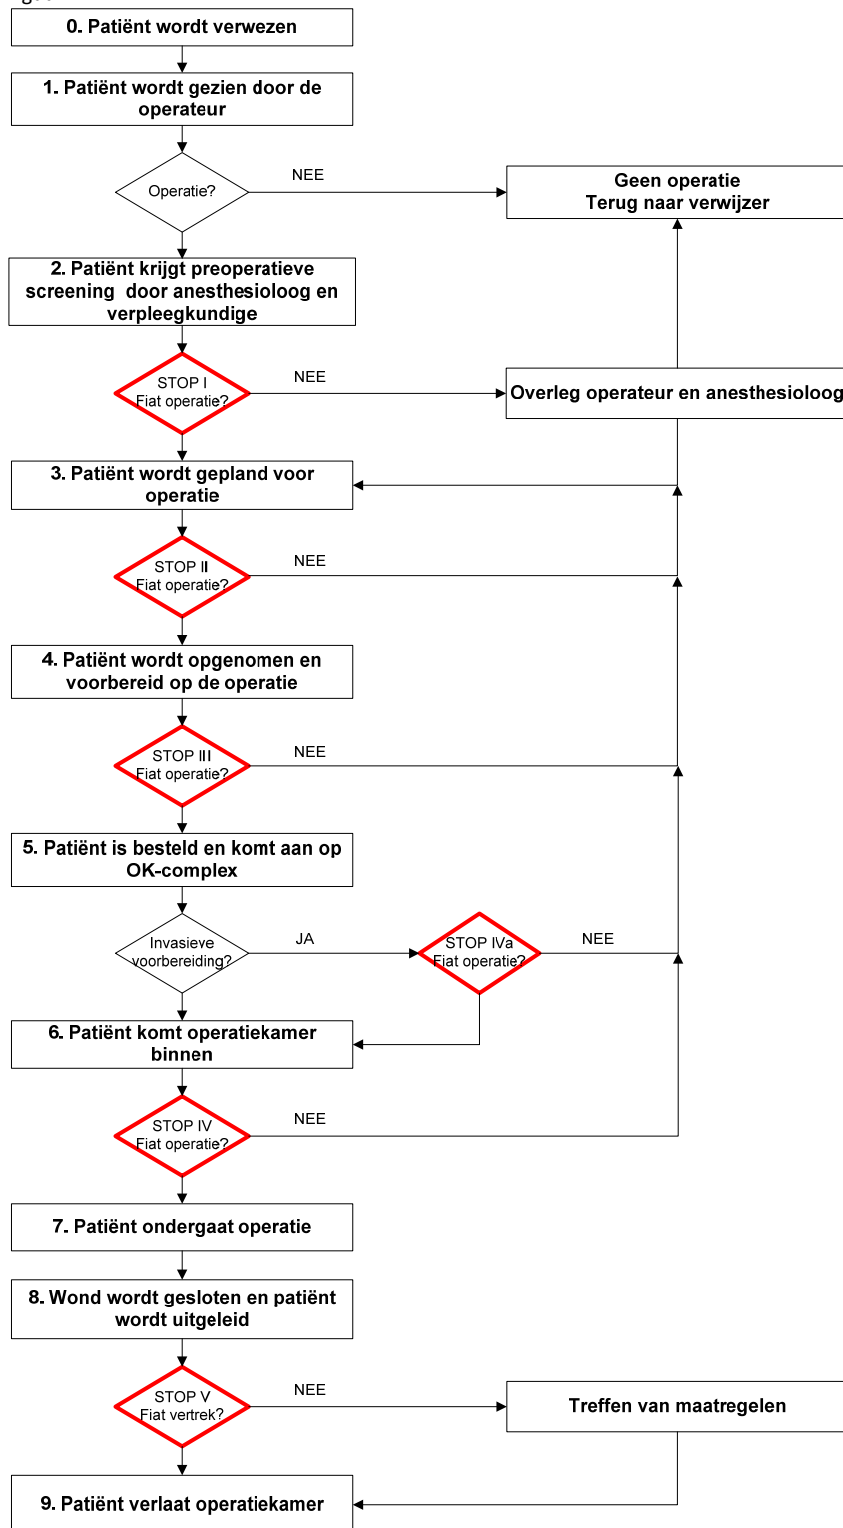 0. Patiënt wordt verwezen
1. Patiënt wordt gezien door de
operateur
Operatie?
NEE
Geen operatie
Terug naar verwijzer
2. Patiënt krijgt preoperatieve
screening door anesthesioloog en
verpleegkundige
STOP I
Fiat operatie?
NEE
Overleg operateur en anesthesioloog
3. Patiënt wordt gepland voor
operatie
STOP II
Fiat operatie?
NEE
4. Patiënt wordt opgenomen en
voorbereid op de operatie
STOP III
Fiat operatie?
NEE
5. Patiënt is besteld en komt aan op
OK-complex
Invasieve
voorbereiding?
JA
STOP IVa
Fiat operatie?
NEE
6. Patiënt komt operatiekamer
binnen
STOP IV
Fiat operatie?
NEE
7. Patiënt ondergaat operatie
8. Wond wordt gesloten en patiënt
wordt uitgeleid
STOP V
Fiat vertrek?
NEE
Treffen van maatregelen
9. Patiënt verlaat operatiekamer